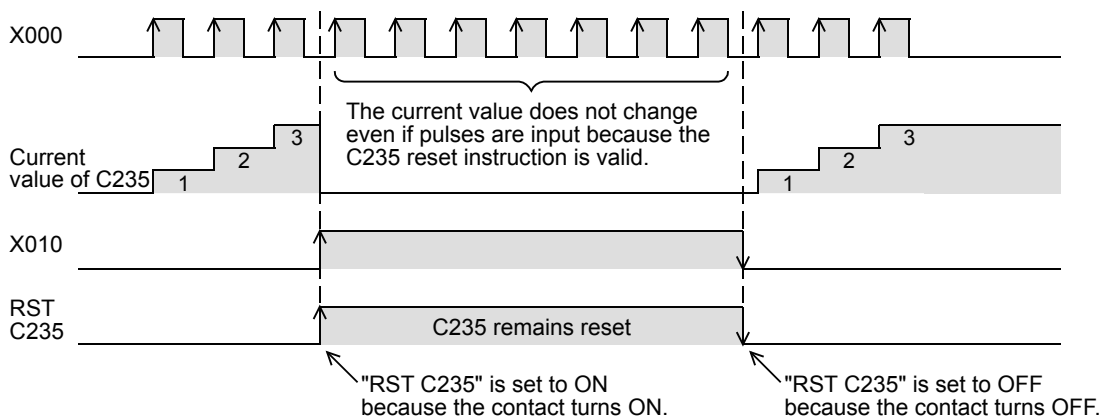 X000
The current value does not change
even if pulses are input because the
C235 reset instruction is valid.
Current
value of C235
1
2
3
1
2
3
X010
RST
C235
C235 remains reset
"RST C235" is set to ON
because the contact turns ON.
"RST C235" is set to OFF
because the contact turns OFF.